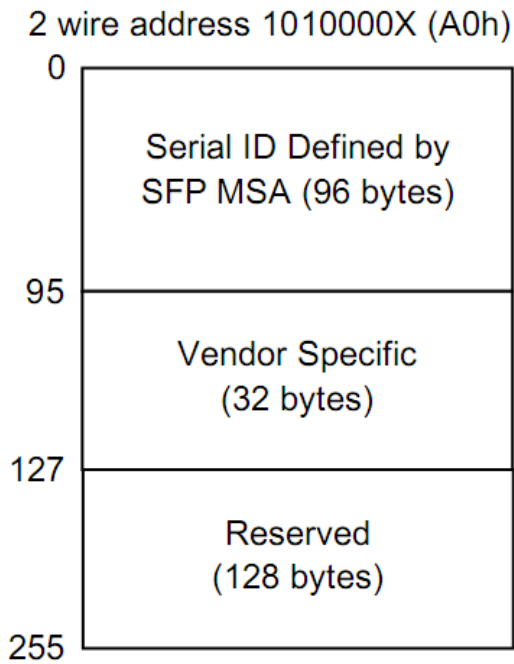 2 wire address 1010000X (A0h)
0
Serial ID Defined by
SFP MSA (96 bytes)
95
Vendor Specific
(32 bytes)
127
Reserved
(128 bytes)
255